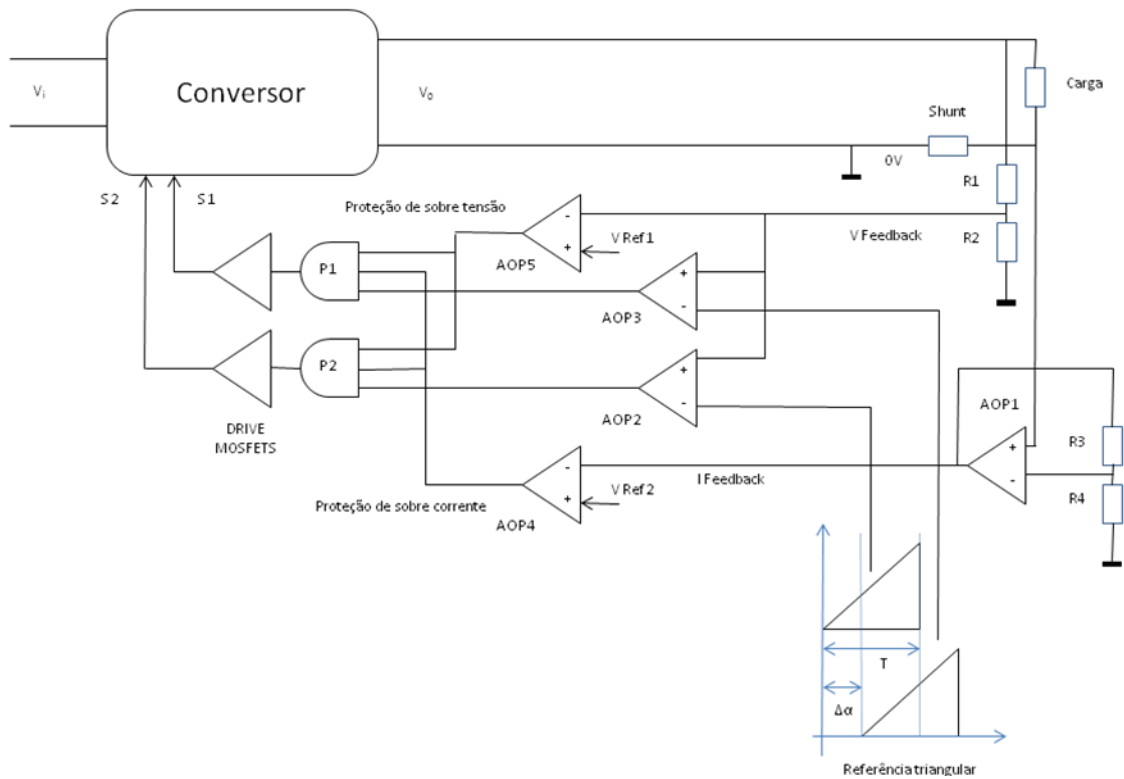 Conversor
Vi
Vo
Carga
Shunt
0V
R1
S2
S1
Proteção de sobre tensão
-
+
V Ref1
AOP5
V Feedback
R2
P1
+
-
AOP3
P2
+
-
AOP2
AOP1
+
-
R3
R4
DRIVE
MOSFETS
-
+
V Ref2
I Feedback
Proteção de sobre corrente
AOP4
T
Δα
Referência triangular